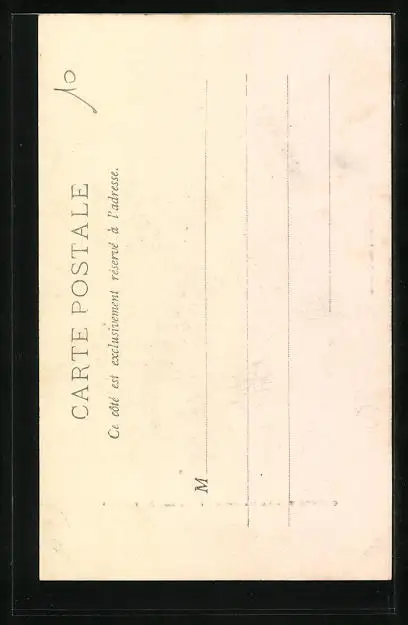 10
CARTE POSTALE
Ce côté est exclusivement réservé à l'adresse.
M